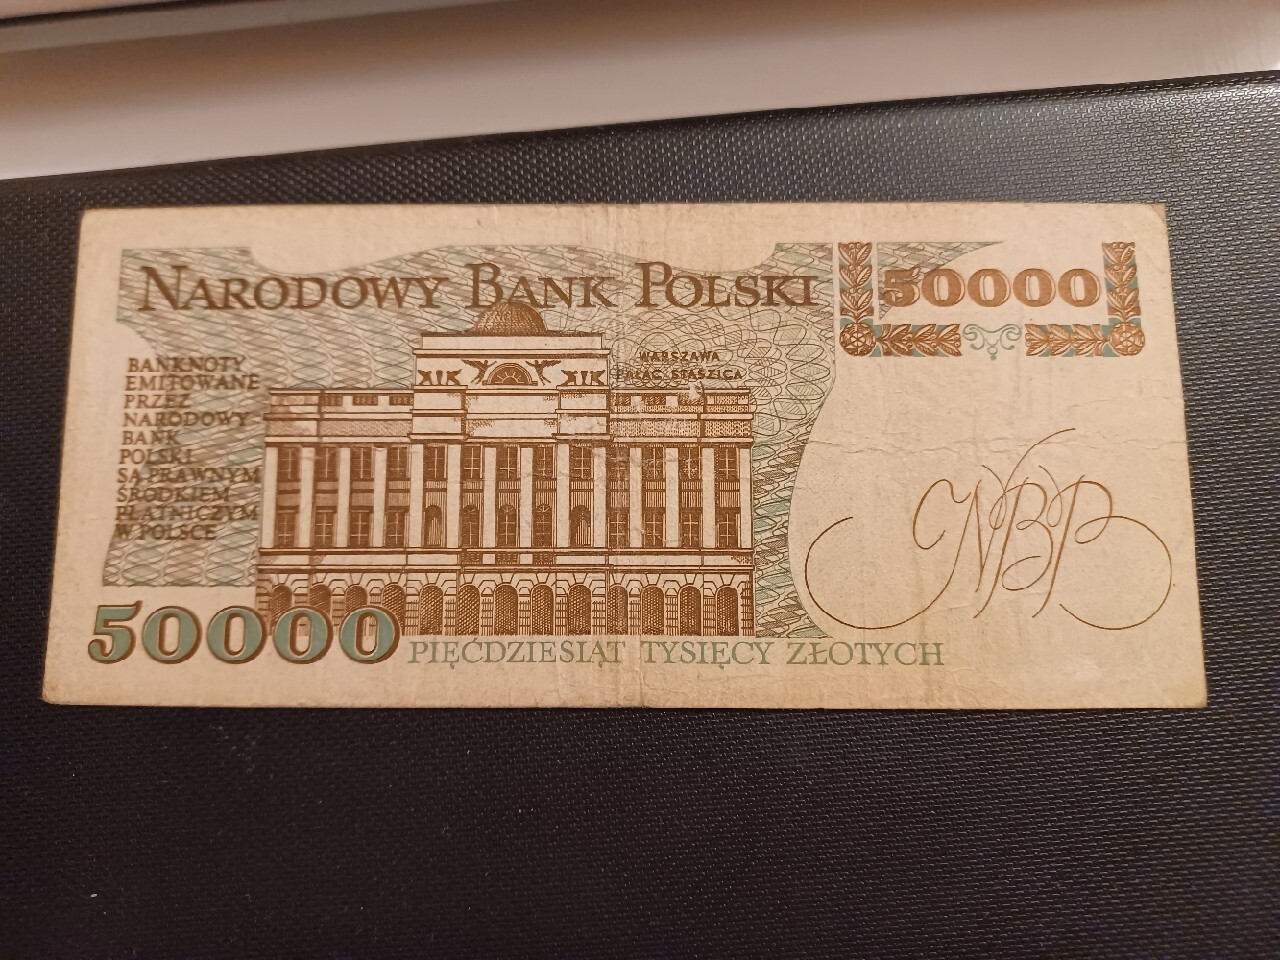 NARODOWY BANK POLSKI
50000
WARSZAWA
PAŁAC STASZICA
BANKNOTY
EMITOWANE
PRZEZ
NARODOWY
BANK
POLSKI
SĄ PRAWNYM
ŚRODKIEM
PŁATNICZYM
W POLSCE
NBP
50000
PIĘĆDZIESIĄT TYSIĘCY ZŁOTYCH